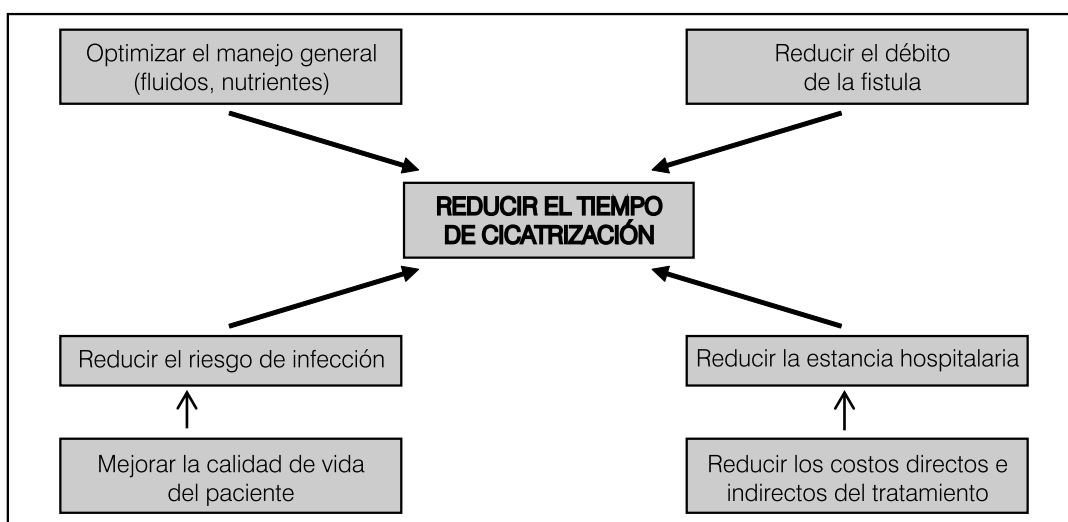 Optimizar el manejo general
(fluidos, nutrientes)
Reducir el débito
de la fistula
REDUCIR EL TIEMPO
DE CICATRIZACIÓN
Reducir el riesgo de infección
Reducir la estancia hospitalaria
Mejorar la calidad de vida
del paciente
Reducir los costos directos e
indirectos del tratamiento